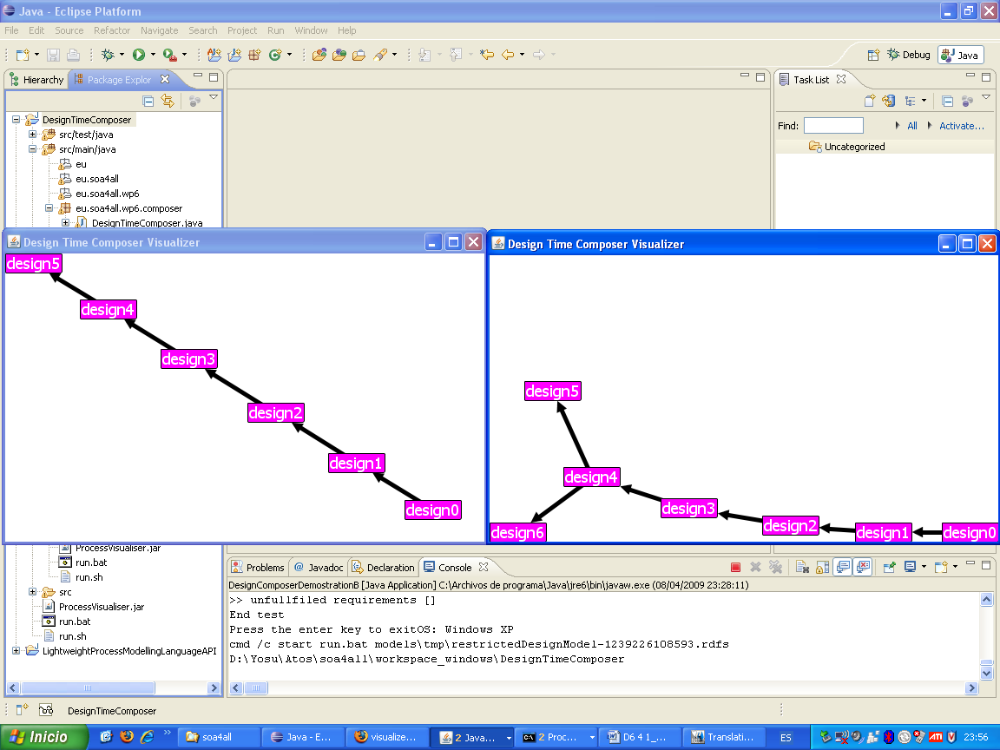 Java - Eclipse Platform
File Edit Source Refactor Navigate Search Project Run Window Help
Debug Java
Hierarchy Package Explor
Task List
DesignTimeComposer
src/test/java
src/main/java
eu
eu.soa4all
eu.soa4all.wp6
eu.soa4all.wp6.composer
DesignTimeComposer.java
Find: All Activate...
Uncategorized
Design Time Composer Visualizer
design5
design4
design3
design2
design1
design0
Design Time Composer Visualizer
design5
design4
design3
design2
design1
design0
design6
ProcessVisualiser.jar
run.bat
run.sh
src
ProcessVisualiser.jar
run.bat
run.sh
LightweightProcessModellingLanguageAPI
Problems @ Javadoc Declaration Console
DesignComposerDemostrationB [Java Application] C:\Archivos de programa\Java\jre6\bin\javaw.exe (08/04/2009 23:28:11)
>> unfullfiled requirements []
End test
Press the enter key to exitOS: Windows XP
cmd /c start run.bat models\tmp\restrictedDesignModel-1239226108593.rdfs
D:\Yosu\Atos\soa4all\workspace_windows\DesignTimeComposer
DesignTimeComposer
Inicio
»
soa4all
Java - E...
visualize...
2 Java...
2 Proc...
D6 4 1_...
Translati...
ES
ATI
23:56